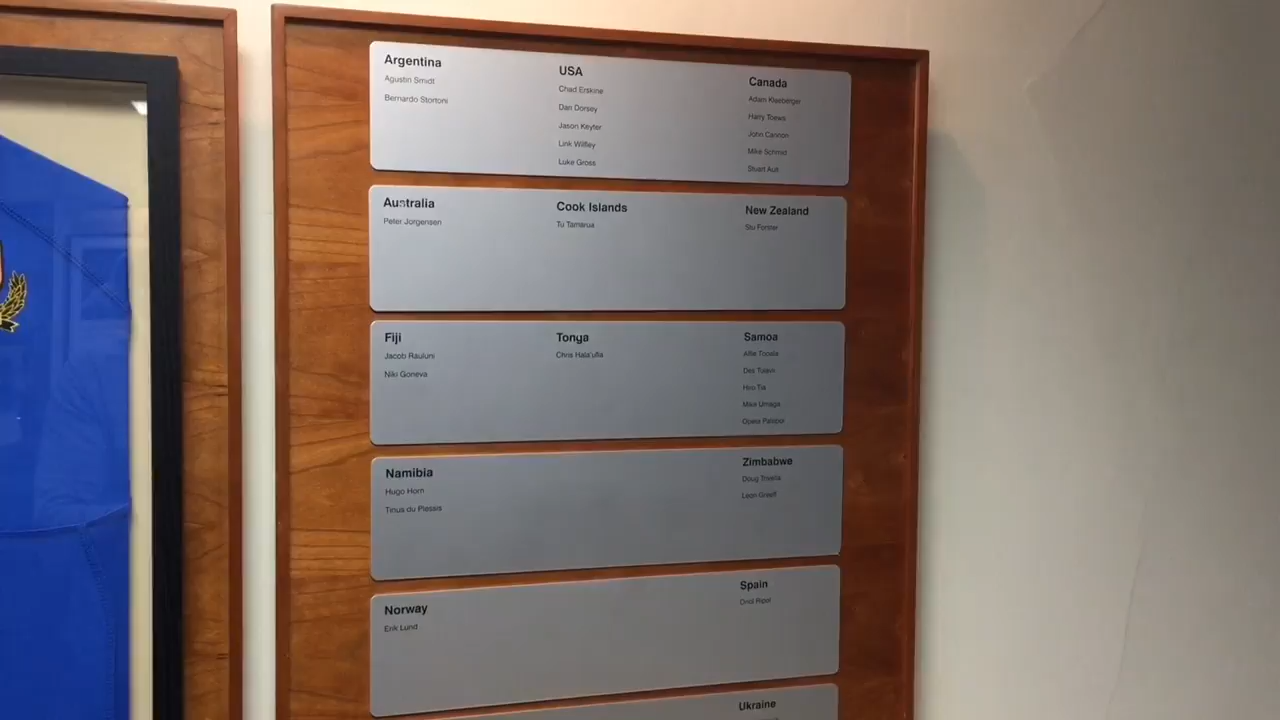 Argentina
Agustin Smidt
Bernardo Stortoni
USA
Chad Erskine
Dan Dorsey
Jason Keyter
Link Wilfley
Luke Gross
Canada
Adam Kleeberger
Harry Toews
John Cannon
Mike Schmid
Stuart Ault
Australia
Peter Jorgensen
Cook Islands
Tu Tamarua
New Zealand
Stu Forster
Fiji
Jacob Rauluni
Niki Goneva
Tonga
Chris Hala'ufia
Samoa
Alfie
Des
Hiro Tia
Mike Umaga
Opeta
Namibia
Hugo Horn
Tinus du Plessis
Zimbabwe
Doug Trivella
Leon Greeff
Norway
Erik Lund
Spain
Oriol Ripol
Ukraine